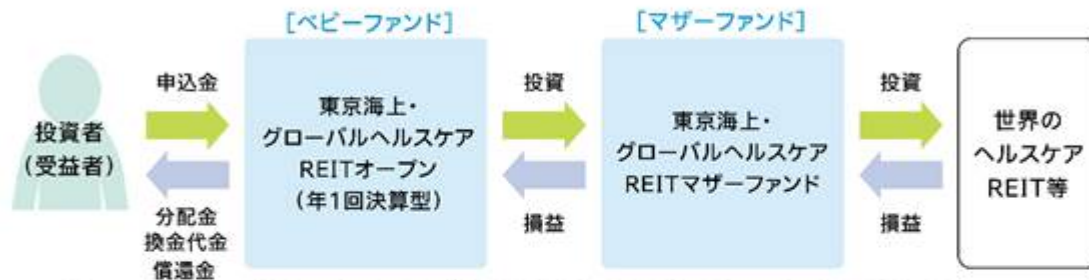 [ベビーファンド]
[マザーファンド]
申込金
投資
投資
投資者
(受益者)
東京海上・
グローバルヘルスケア
REITオープン
(年1回決算型)
東京海上・
グローバルヘルスケア
REITマザーファンド
世界の
ヘルスケア
REIT等
分配金
換金代金
償還金
損益
損益